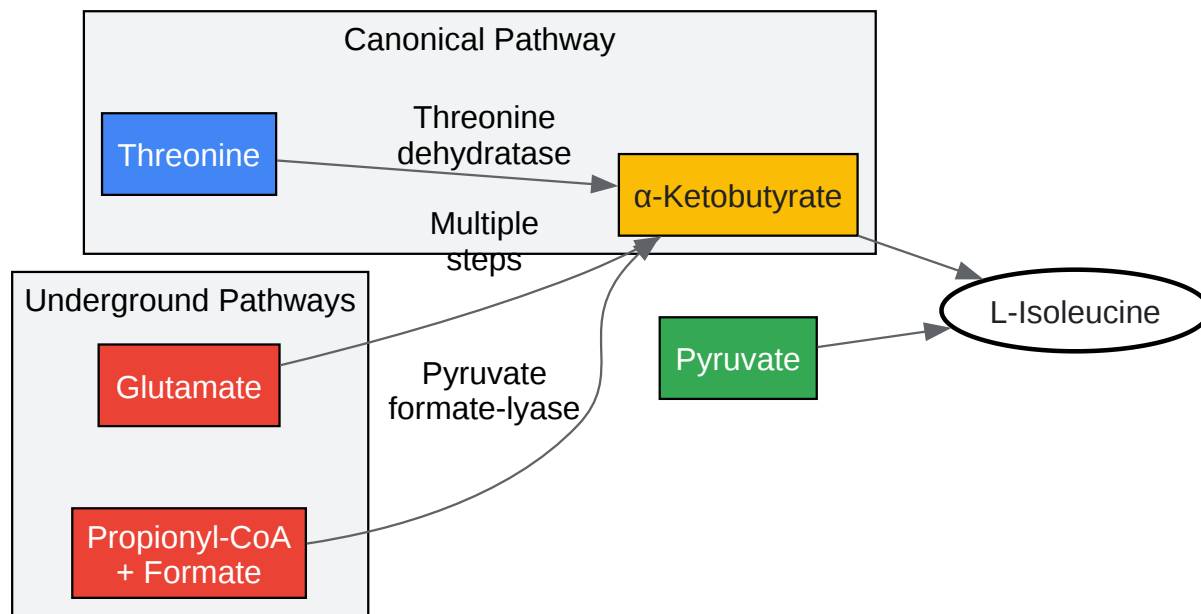 Canonical Pathway
Threonine
Threonine
dehydratase
α-Ketobutyrate
Multiple
steps
Underground Pathways
L-Isoleucine
Glutamate
Pyruvate
Pyruvate
formate-lyase
Propionyl-CoA
+ Formate